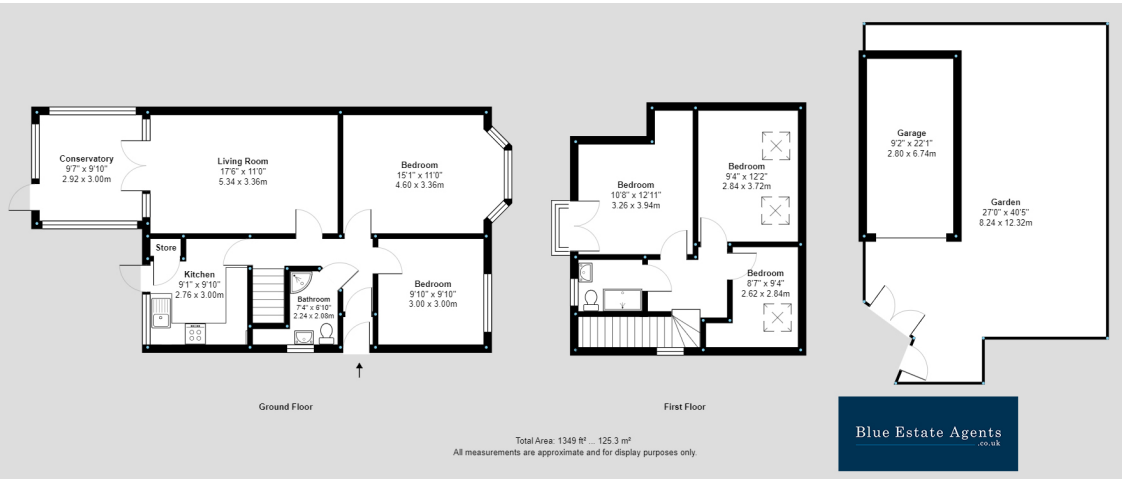 Conservatory
9'7" x 9'10"
2.92 x 3.00m
Living Room
17'6" x 11'0"
5.34 x 3.36m
Bedroom
15'1" x 11'0"
4.60 x 3.36m
Store
Kitchen
9'1" x 9'10"
2.76 x 3.00m
Bathroom
7'4" x 6'10"
2.24 x 2.08m
Bedroom
9'10" x 9'10"
3.00 x 3.00m
Ground Floor
Bedroom
10'8" x 12'11"
3.26 x 3.94m
Bedroom
9'4" x 12'2"
2.84 x 3.72m
Bedroom
8'7" x 9'4"
2.62 x 2.84m
First Floor
Garage
9'2" x 22'1"
2.80 x 6.74m
Garden
27'0" x 40'5"
8.24 x 12.32m
Total Area: 1349 ft² ... 125.3 m²
All measurements are approximate and for display purposes only.
Blue Estate Agents
.co.uk